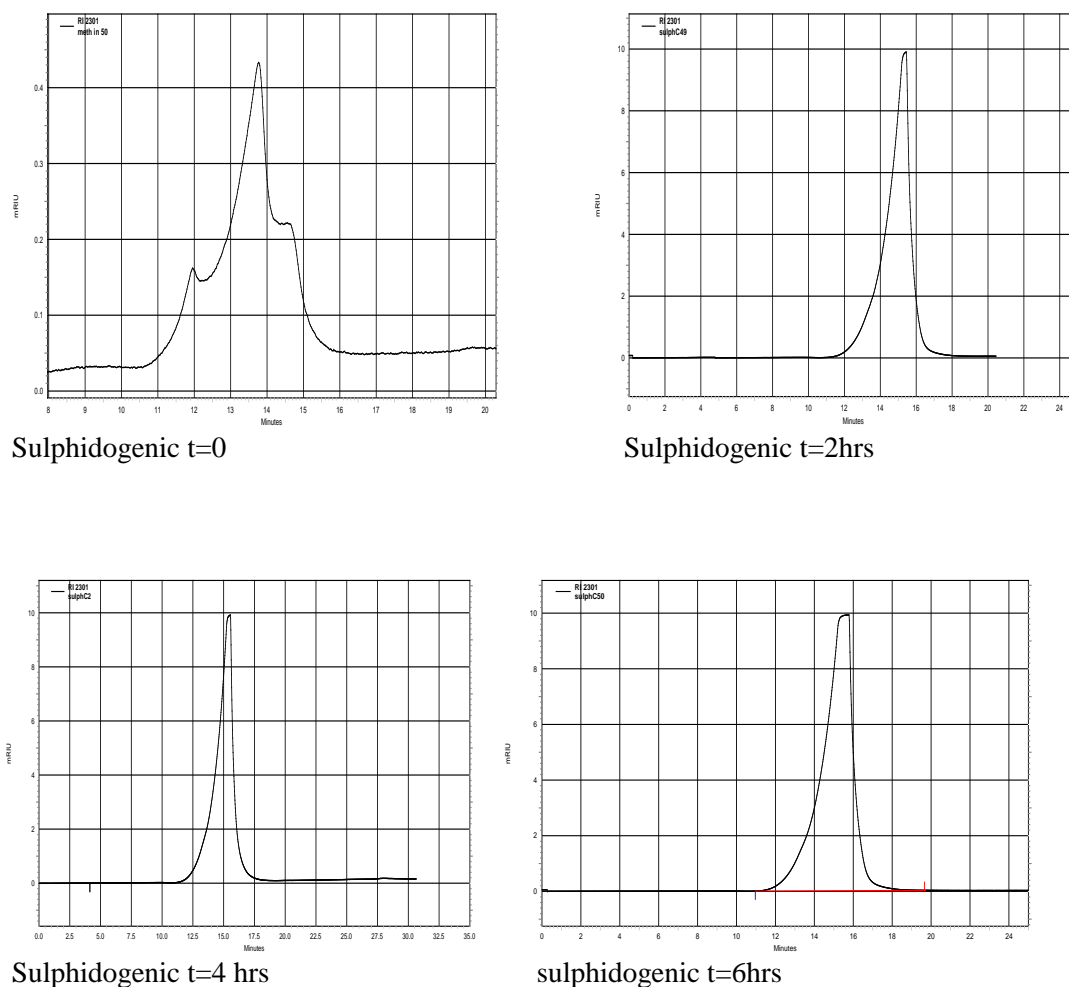 RI 2301
meth in 50
0.4
0.3
0.2
0.1
0.0
mRIU
8 9 10 11 12 13 14 15 16 17 18 19 20
Minutes
Sulphidogenic t=0
RI 2301
sulphC49
10
8
6
4
2
0
mRIU
0 2 4 6 8 10 12 14 16 18 20 22 24
Minutes
Sulphidogenic t=2hrs
RI 2301
sulphC2
10
8
6
4
2
0
mRIU
0.0 2.5 5.0 7.5 10.0 12.5 15.0 17.5 20.0 22.5 25.0 27.5 30.0 32.5 35.0
Minutes
Sulphidogenic t=4 hrs
RI 2301
sulphC50
10
8
6
4
2
0
mRIU
0 2 4 6 8 10 12 14 16 18 20 22 24
Minutes
sulphidogenic t=6hrs